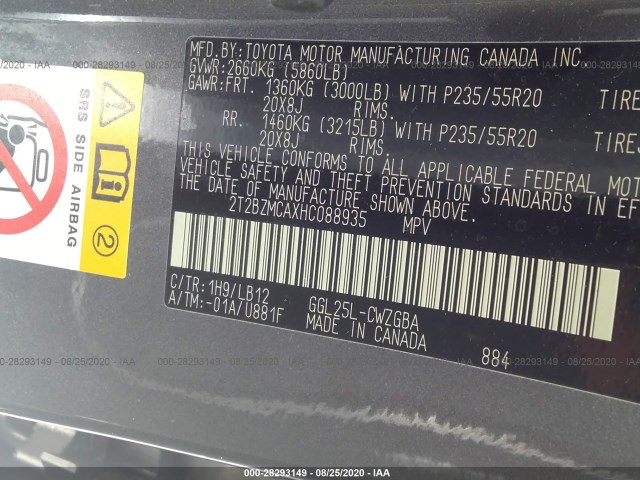 MFD.BY:TOYOTA MOTOR MANUFACTURING CANADA INC.
GVWR:2660KG (5860LB)
GAWR:FRT. 1360KG (3000LB) WITH P235/55R20 TIRE
20X8J RIMS.
RR. 1460KG (3215LB) WITH P235/55R20 TIRES
20X8J RIMS.
THIS VEHICLE CONFORMS TO ALL APPLICABLE FEDERAL MOT
VEHICLE SAFETY AND THEFT PREVENTION STANDARDS IN EF
THE DATE OF MANUFACTURE SHOWN ABOVE.
2T2BZMCAXHC088935 MPV
C/TR:1H9/LB12 GGL25L-CWZGBA
A/TM:-01A/U881F MADE IN CANADA
884
SRS SIDE AIRBAG
2
000-28293149 - 08/25/2020 - IAA